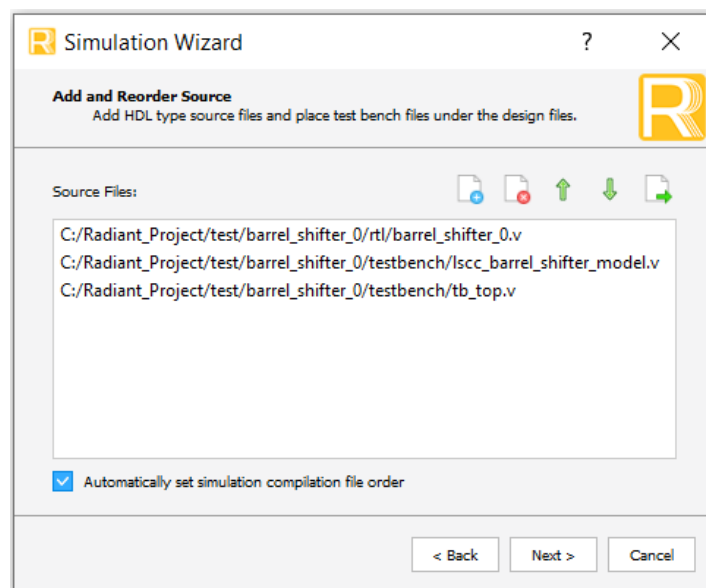 Simulation Wizard
?
Add and Reorder Source
Add HDL type source files and place test bench files under the design files.
Source Files:
C:/Radiant_Project/test/barrel_shifter_0/rtl/barrel_shifter_0.v
C:/Radiant_Project/test/barrel_shifter_0/testbench/lscc_barrel_shifter_model.v
C:/Radiant_Project/test/barrel_shifter_0/testbench/tb_top.v
Automatically set simulation compilation file order
< Back Next > Cancel